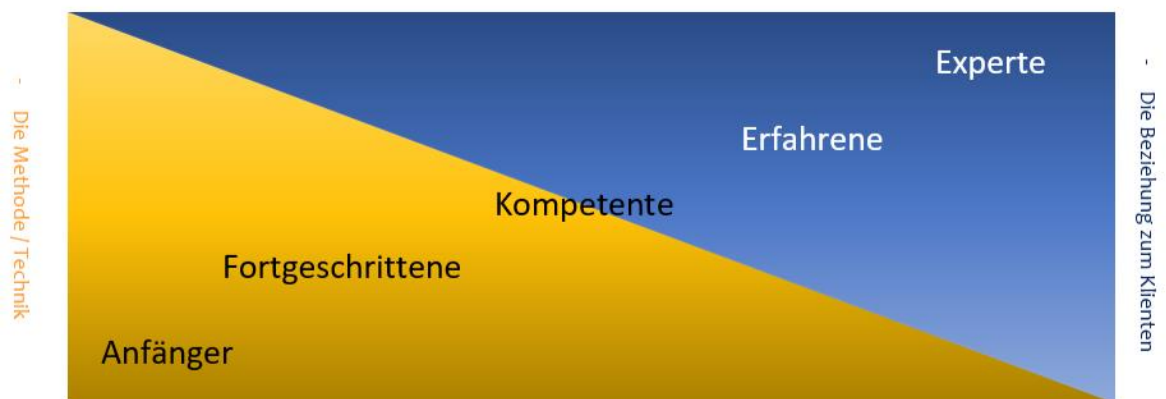 - Die Methode / Technik
Experte
Erfahrene
Kompetente
Fortgeschrittene
Anfänger
- Die Beziehung zum Klienten